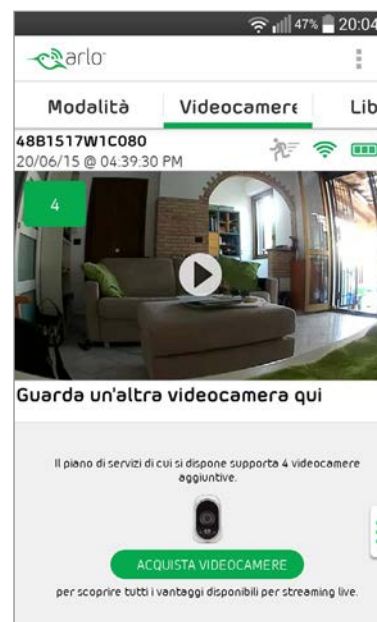 47% 20:04
arlo
Modalità Videocamere Lib
48B1517W1C080
20/06/15 @ 04:39:30 PM
4
Guarda un'altra videocamera qui
Il piano di servizi di cui si dispone supporta 4 videocamere
aggiuntive.
ACQUISTA VIDEOCAMERE
per scoprire tutti i vantaggi disponibili per streaming live.